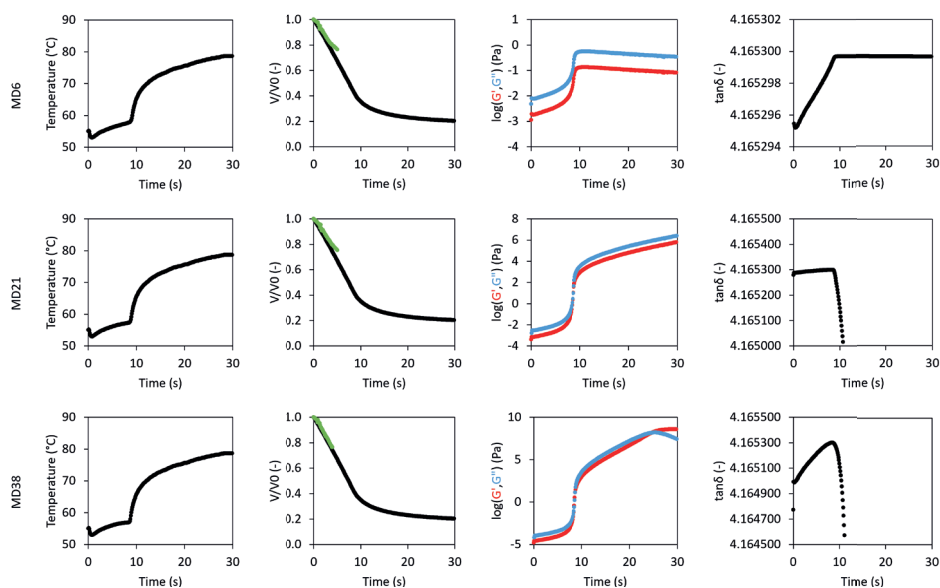 MD6
Temperature (°C)
90
80
70
60
50
0 10 20 30
Time (s)
V/V0 (-)
1.0
0.8
0.6
0.4
0.2
0.0
0 10 20 30
Time (s)
log(G',G'') (Pa)
1
0
-1
-2
-3
-4
0 10 20 30
Time (s)
tanδ (-)
4.165302
4.165300
4.165298
4.165296
4.165294
0 10 20 30
Time (s)
MD21
Temperature (°C)
90
80
70
60
50
0 10 20 30
Time (s)
V/V0 (-)
1.0
0.8
0.6
0.4
0.2
0.0
0 10 20 30
Time (s)
log(G',G'') (Pa)
8
6
4
2
0
-2
-4
0 10 20 30
Time (s)
tanδ (-)
4.165500
4.165400
4.165300
4.165200
4.165100
4.165000
0 10 20 30
Time (s)
MD38
Temperature (°C)
90
80
70
60
50
0 10 20 30
Time (s)
V/V0 (-)
1.0
0.8
0.6
0.4
0.2
0.0
0 10 20 30
Time (s)
log(G',G'') (Pa)
10
5
0
-5
0 10 20 30
Time (s)
tanδ (-)
4.165500
4.165300
4.165100
4.164900
4.164700
4.164500
0 10 20 30
Time (s)